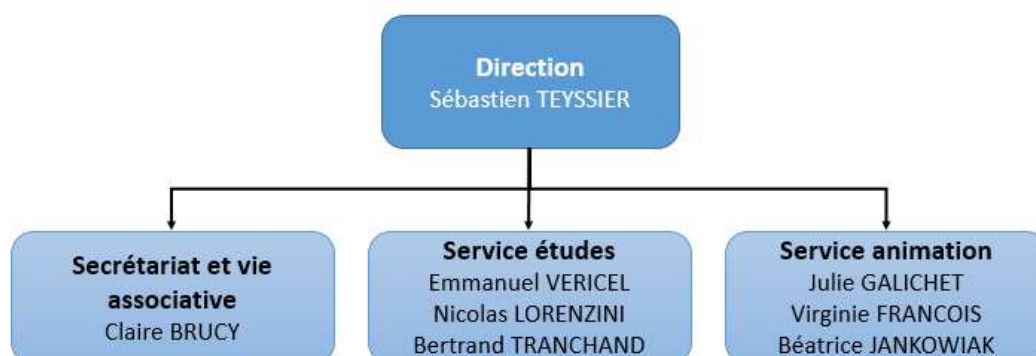 Direction
Sébastien TEYSSIER
Secrétariat et vie
associative
Claire BRUCY
Service études
Emmanuel VERICEL
Nicolas LORENZINI
Bertrand TRANCHAND
Service animation
Julie GALICHET
Virginie FRANCOIS
Béatrice JANKOWIAK